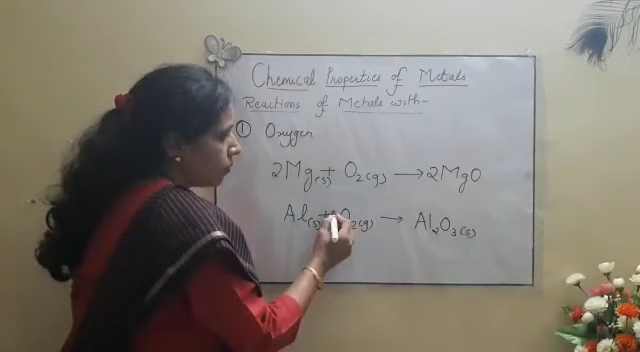 Chemical Properties of Metals
Reactions of Metals with-
① Oxygen
2Mg(s) + O₂(g) → 2MgO
Al(s) + O₂(g) → Al₂O₃(s)